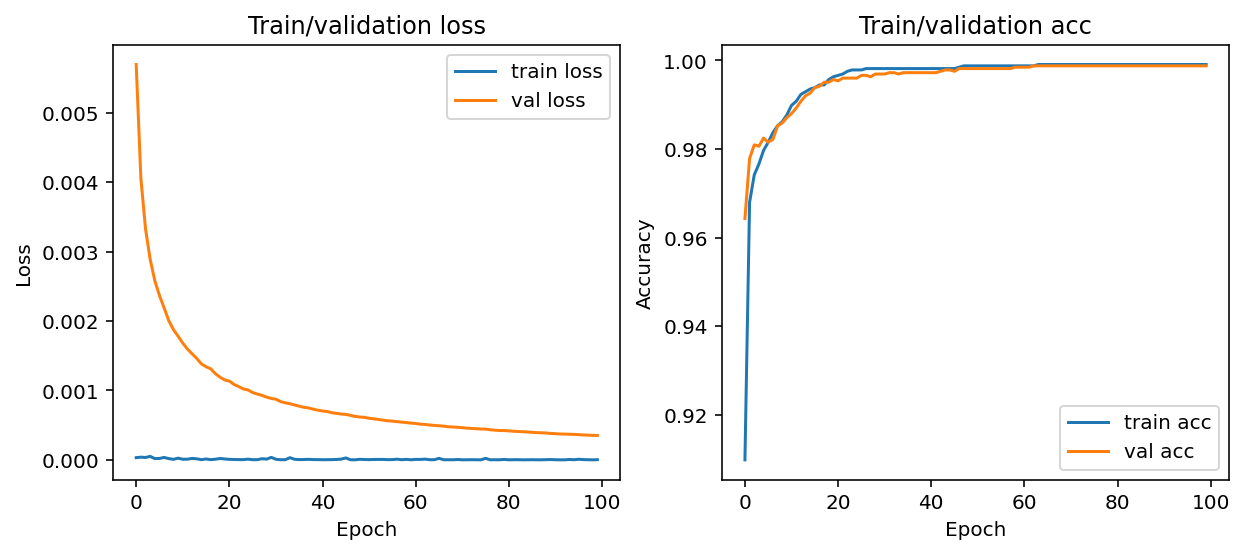 Train/validation loss
Loss
0.005
0.004
0.003
0.002
0.001
0.000
train loss
val loss
0 20 40 60 80 100
Epoch
Train/validation acc
Accuracy
1.00
0.98
0.96
0.94
0.92
train acc
val acc
0 20 40 60 80 100
Epoch